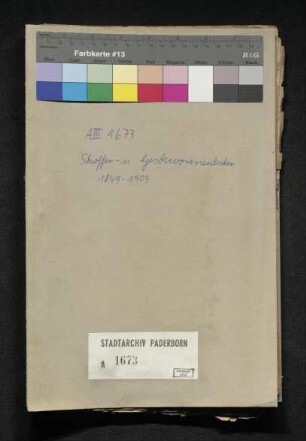 Farbkarte #13
B.I.G.
A III 1673
Schöffen- u. Geschworenenlisten
1849-1903
STADTARCHIV PADERBORN
A 1673